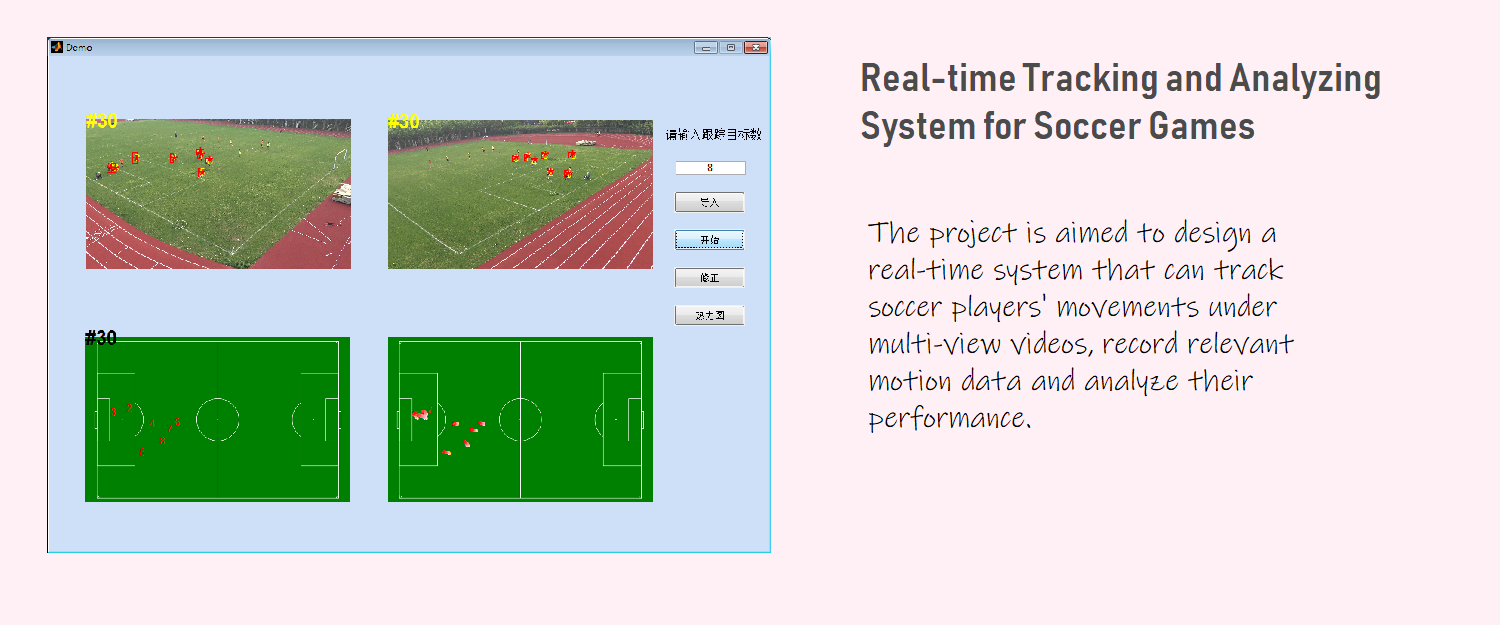 Demo
#30
#30
请输入跟踪目标数
8
导入
开始
修正
热力图
#30
Real-time Tracking and Analyzing
System for Soccer Games
The project is aimed to design a
real-time system that can track
soccer players' movements under
multi-view videos, record relevant
motion data and analyze their
performance.